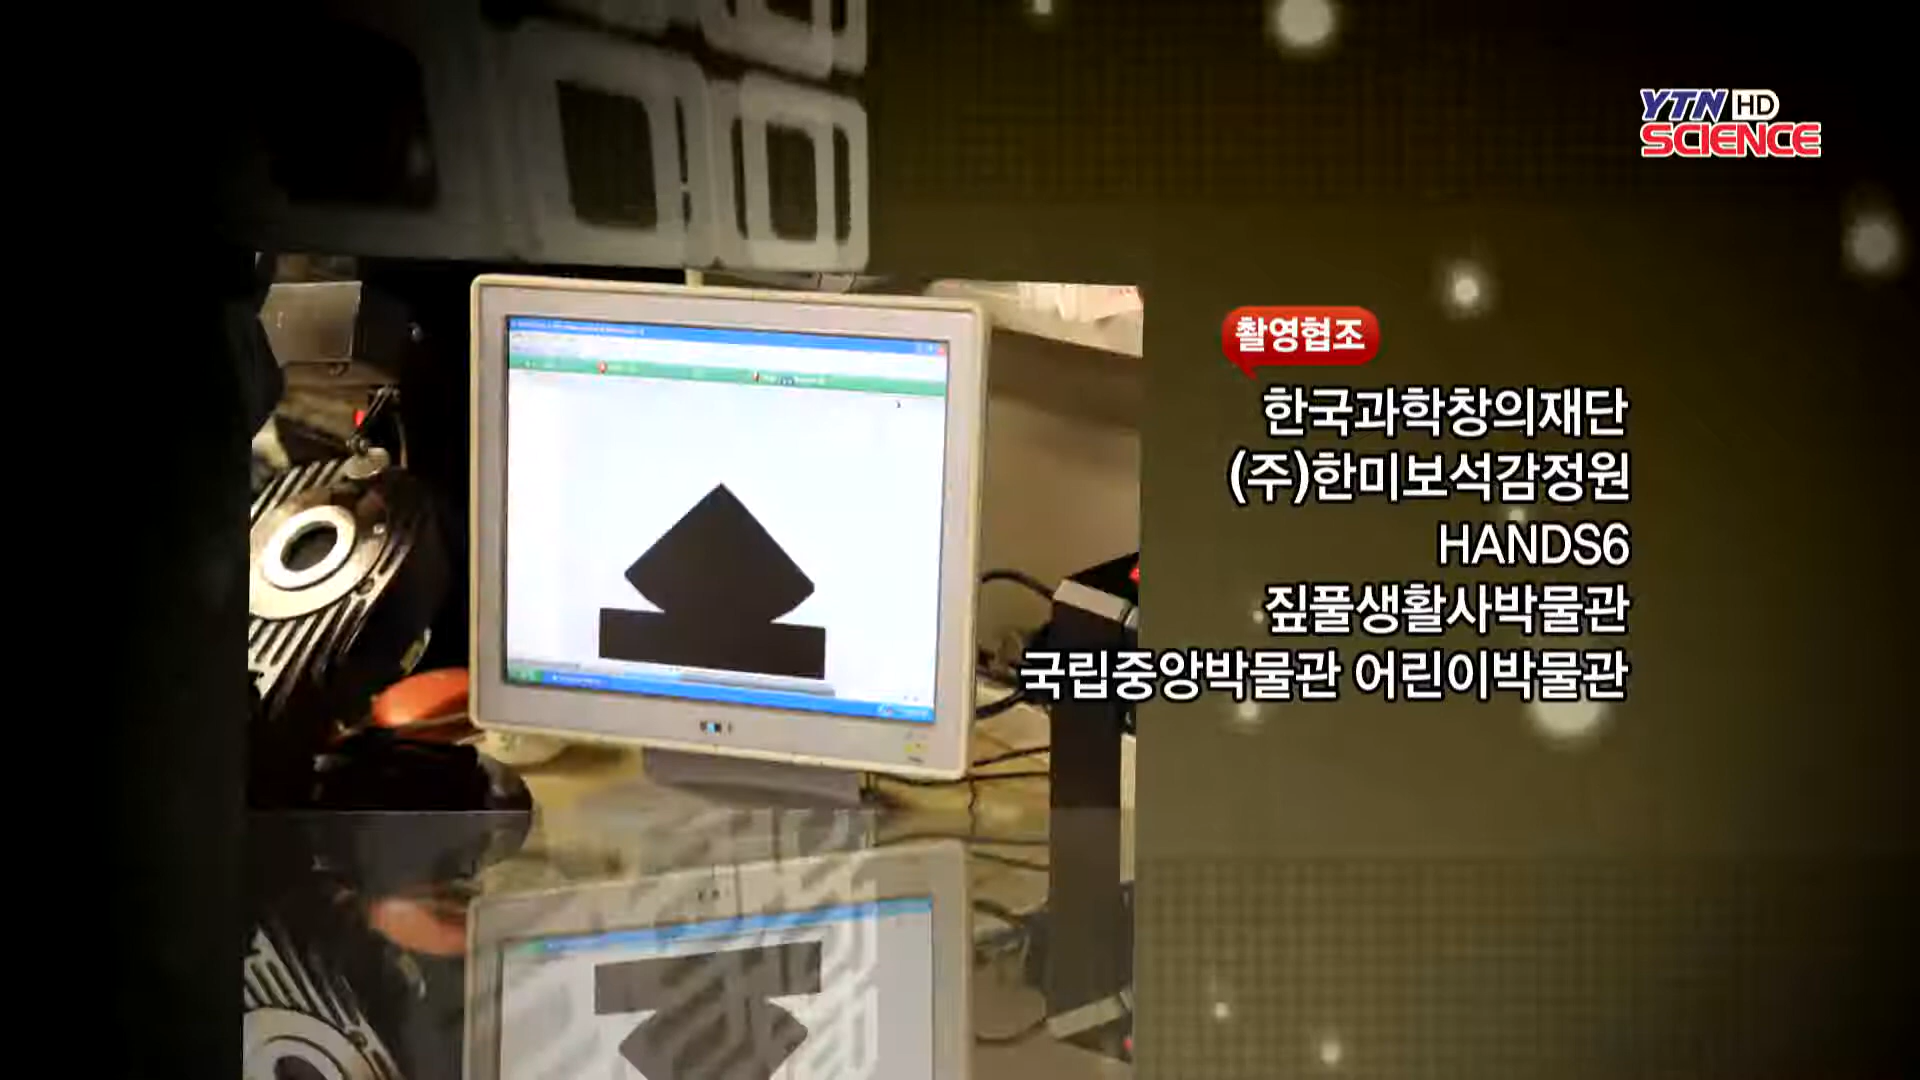 YTN HD
SCIENCE
촬영협조
한국과학창의재단
(주)한미보석감정원
HANDS6
짚풀생활사박물관
국립중앙박물관 어린이박물관